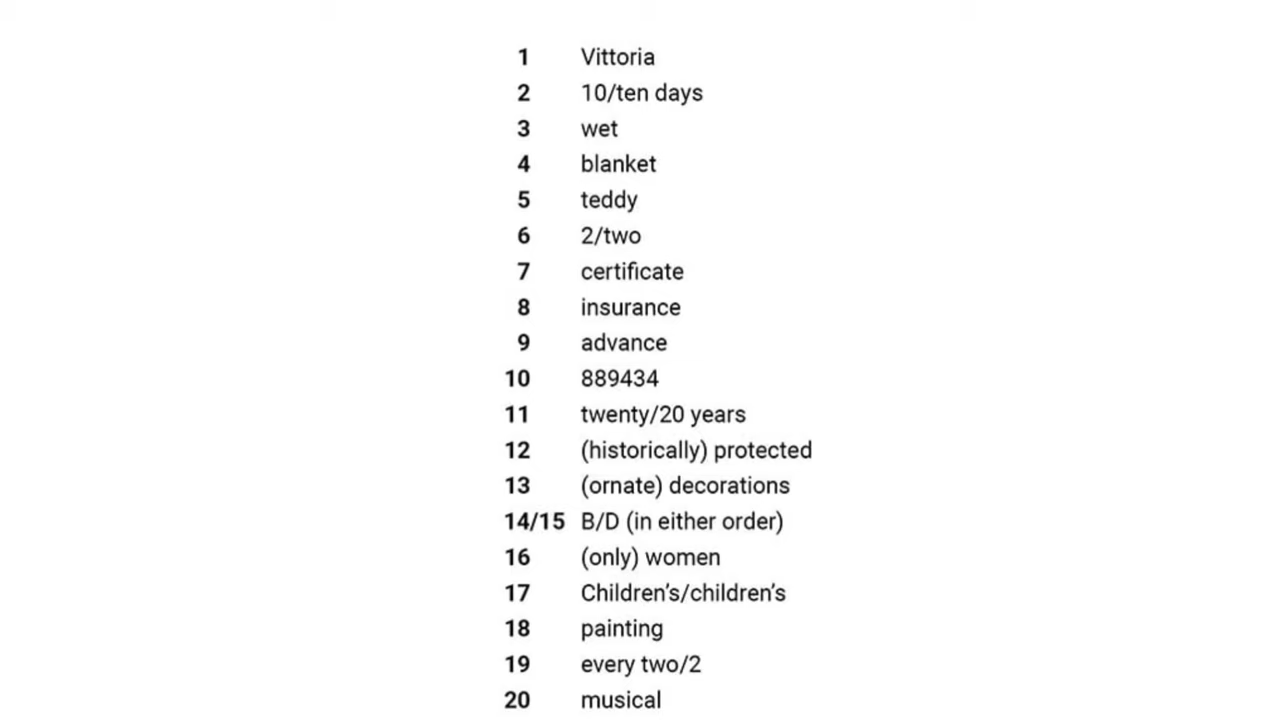 1 Vittoria
2 10/ten days
3 wet
4 blanket
5 teddy
6 2/two
7 certificate
8 insurance
9 advance
10 889434
11 twenty/20 years
12 (historically) protected
13 (ornate) decorations
14/15 B/D (in either order)
16 (only) women
17 Children’s/children’s
18 painting
19 every two/2
20 musical